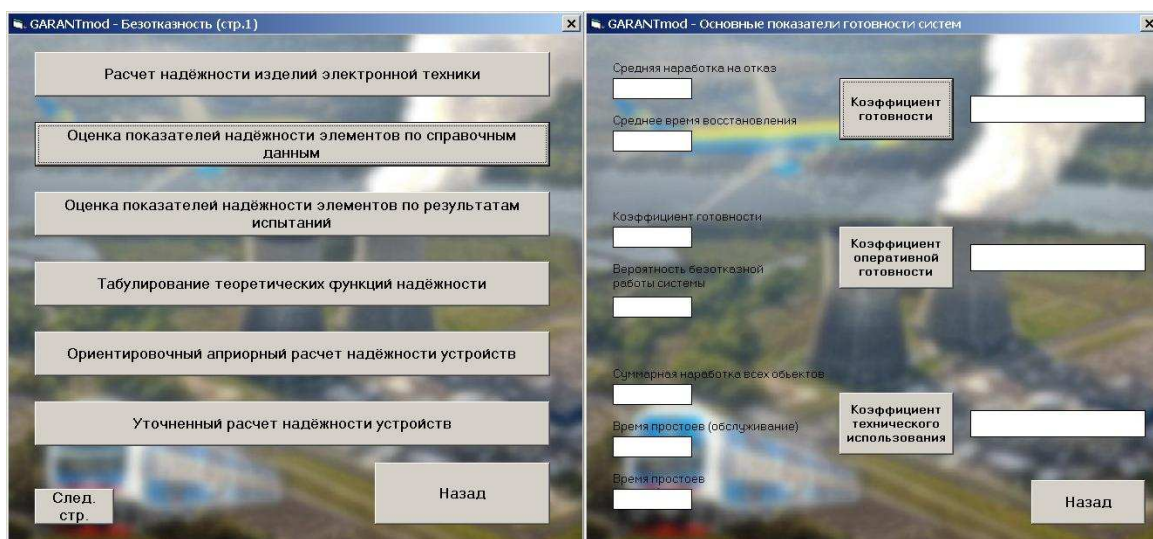 GARANTmod - Безотказность (стр.1)
Расчет надёжности изделий электронной техники
Оценка показателей надёжности элементов по справочным
данным
Оценка показателей надёжности элементов по результатам
испытаний
Табулирование теоретических функций надёжности
Ориентировочный априорный расчет надёжности устройств
Уточненный расчет надёжности устройств
След.
стр.
Назад
GARANTmod - Основные показатели готовности систем
Средняя наработка на отказ
Среднее время восстановления
Коэффициент
готовности
Коэффициент готовности
Вероятность безотказной
работы системы
Коэффициент
оперативной
готовности
Суммарная наработка всех обьектов
Время простоев (обслуживание)
Время простоев
Коэффициент
технического
использования
Назад